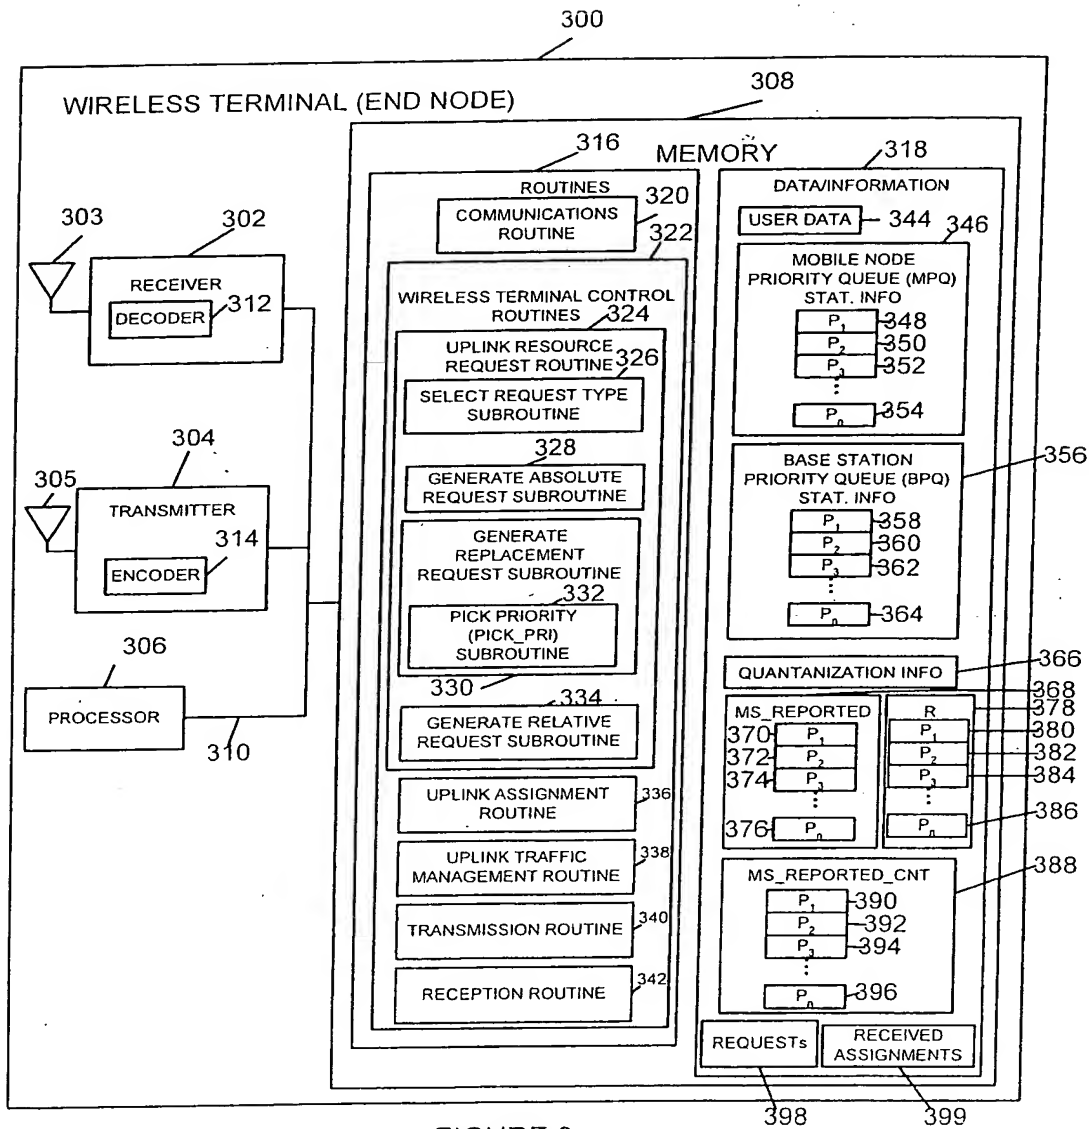 300
WIRELESS TERMINAL (END NODE)
308
MEMORY
303
302
RECEIVER
DECODER
312
304
305
TRANSMITTER
314
ENCODER
306
PROCESSOR
310
316
ROUTINES
320
COMMUNICATIONS
ROUTINE
322
WIRELESS TERMINAL CONTROL
ROUTINES
324
UPLINK RESOURCE
REQUEST ROUTINE
326
SELECT REQUEST TYPE
SUBROUTINE
328
GENERATE ABSOLUTE
REQUEST SUBROUTINE
GENERATE
REPLACEMENT
REQUEST SUBROUTINE
332
PICK PRIORITY
(PICK_PRI)
SUBROUTINE
330
334
GENERATE RELATIVE
REQUEST SUBROUTINE
UPLINK ASSIGNMENT
ROUTINE
336
UPLINK TRAFFIC
MANAGEMENT ROUTINE
338
TRANSMISSION ROUTINE
340
RECEPTION ROUTINE
342
318
DATA/INFORMATION
USER DATA
344
346
MOBILE NODE
PRIORITY QUEUE (MPQ)
STAT. INFO
P1 348
P2 350
P3 352
Pn 354
356
BASE STATION
PRIORITY QUEUE (BPQ)
STAT. INFO
P1 358
P2 360
P3 362
Pn 364
QUANTANIZATION INFO
366
368
MS_REPORTED
370 P1
372 P2
374 P3
376 Pn
378
R
P1 380
P2 382
P3 384
Pn 386
MS_REPORTED_CNT
388
P1 390
P2 392
P3 394
Pn 396
REQUESTs
RECEIVED
ASSIGNMENTS
398
399